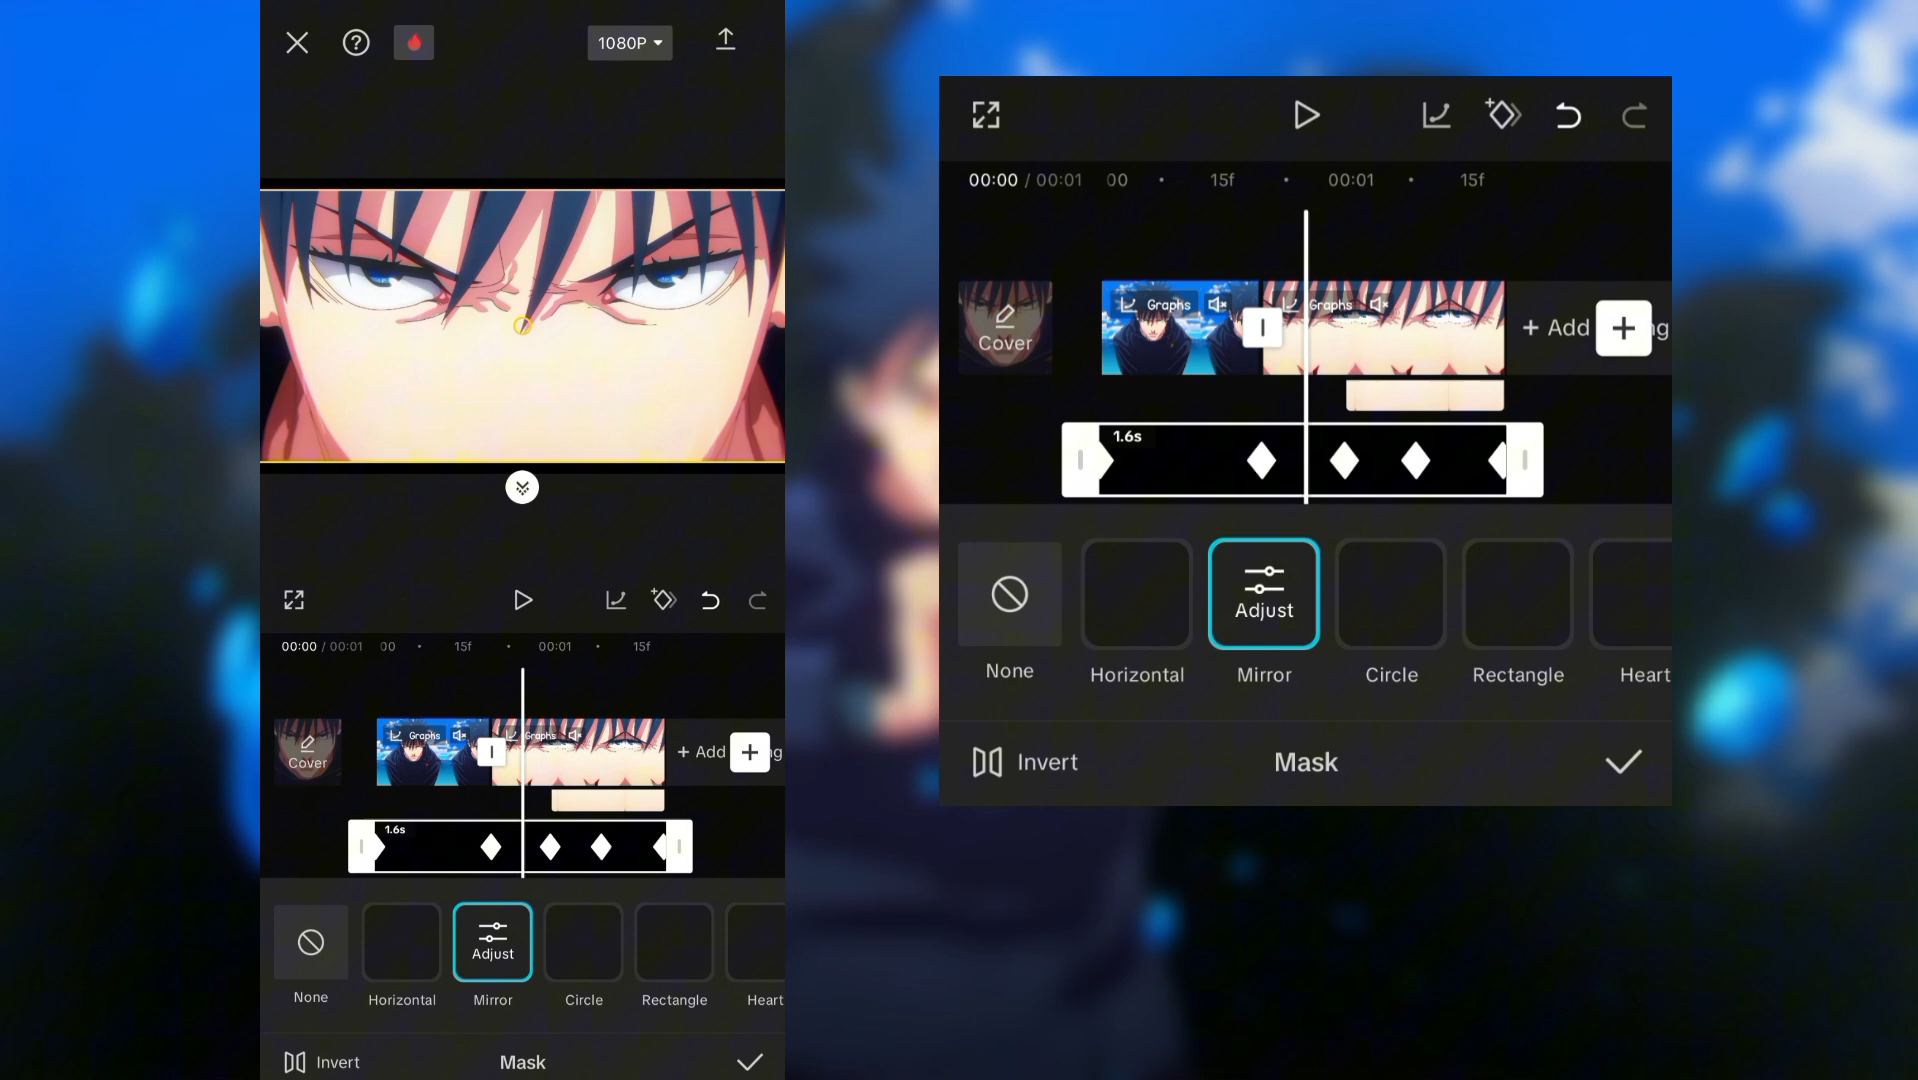 1080P
00:00 / 00:01 00 15f 00:01 15f
Graphs
Graphs
Cover
+ Add
1.6s
Adjust
None
Horizontal
Mirror
Circle
Rectangle
Heart
Invert
Mask
00:00 / 00:01 00 15f 00:01 15f
Graphs
Graphs
Cover
+ Add
1.6s
Adjust
None
Horizontal
Mirror
Circle
Rectangle
Heart
Invert
Mask